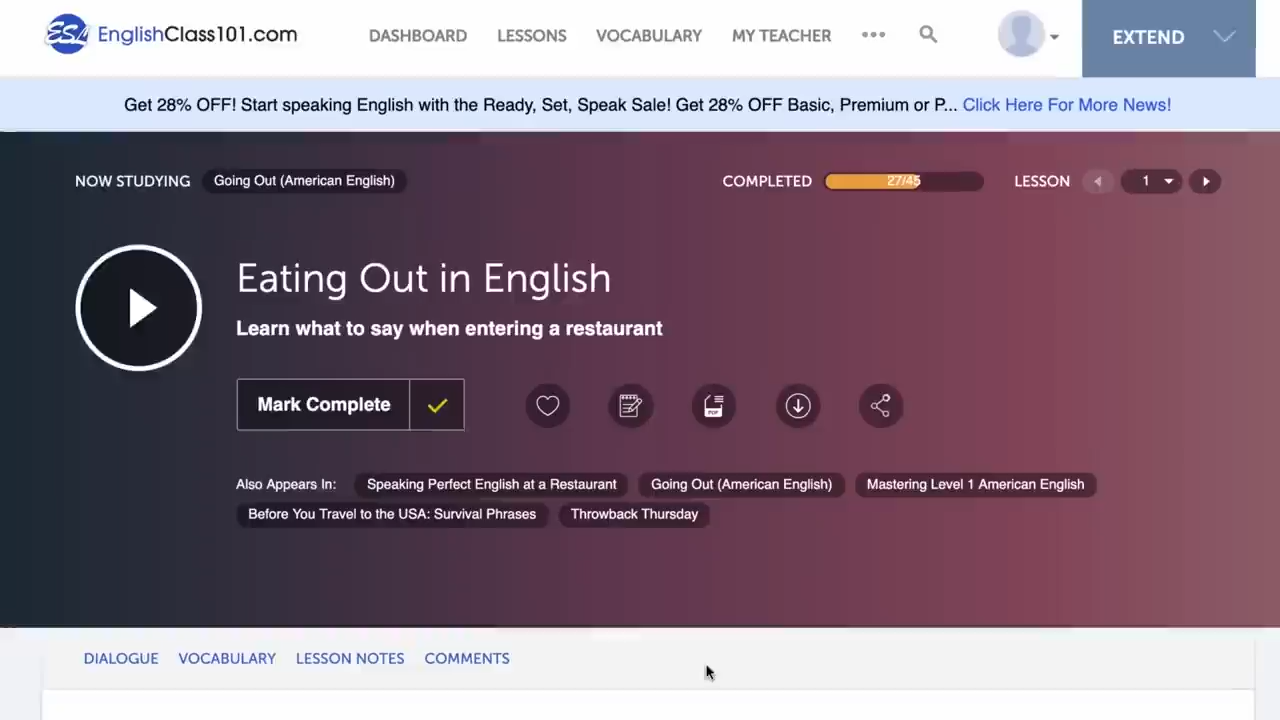 ESL EnglishClass101.com DASHBOARD LESSONS VOCABULARY MY TEACHER ••• EXTEND
Get 28% OFF! Start speaking English with the Ready, Set, Speak Sale! Get 28% OFF Basic, Premium or P... Click Here For More News!
NOW STUDYING Going Out (American English) COMPLETED 27/45 LESSON 1
Eating Out in English
Learn what to say when entering a restaurant
Mark Complete
PDF
Also Appears In: Speaking Perfect English at a Restaurant Going Out (American English) Mastering Level 1 American English
Before You Travel to the USA: Survival Phrases Throwback Thursday
DIALOGUE VOCABULARY LESSON NOTES COMMENTS